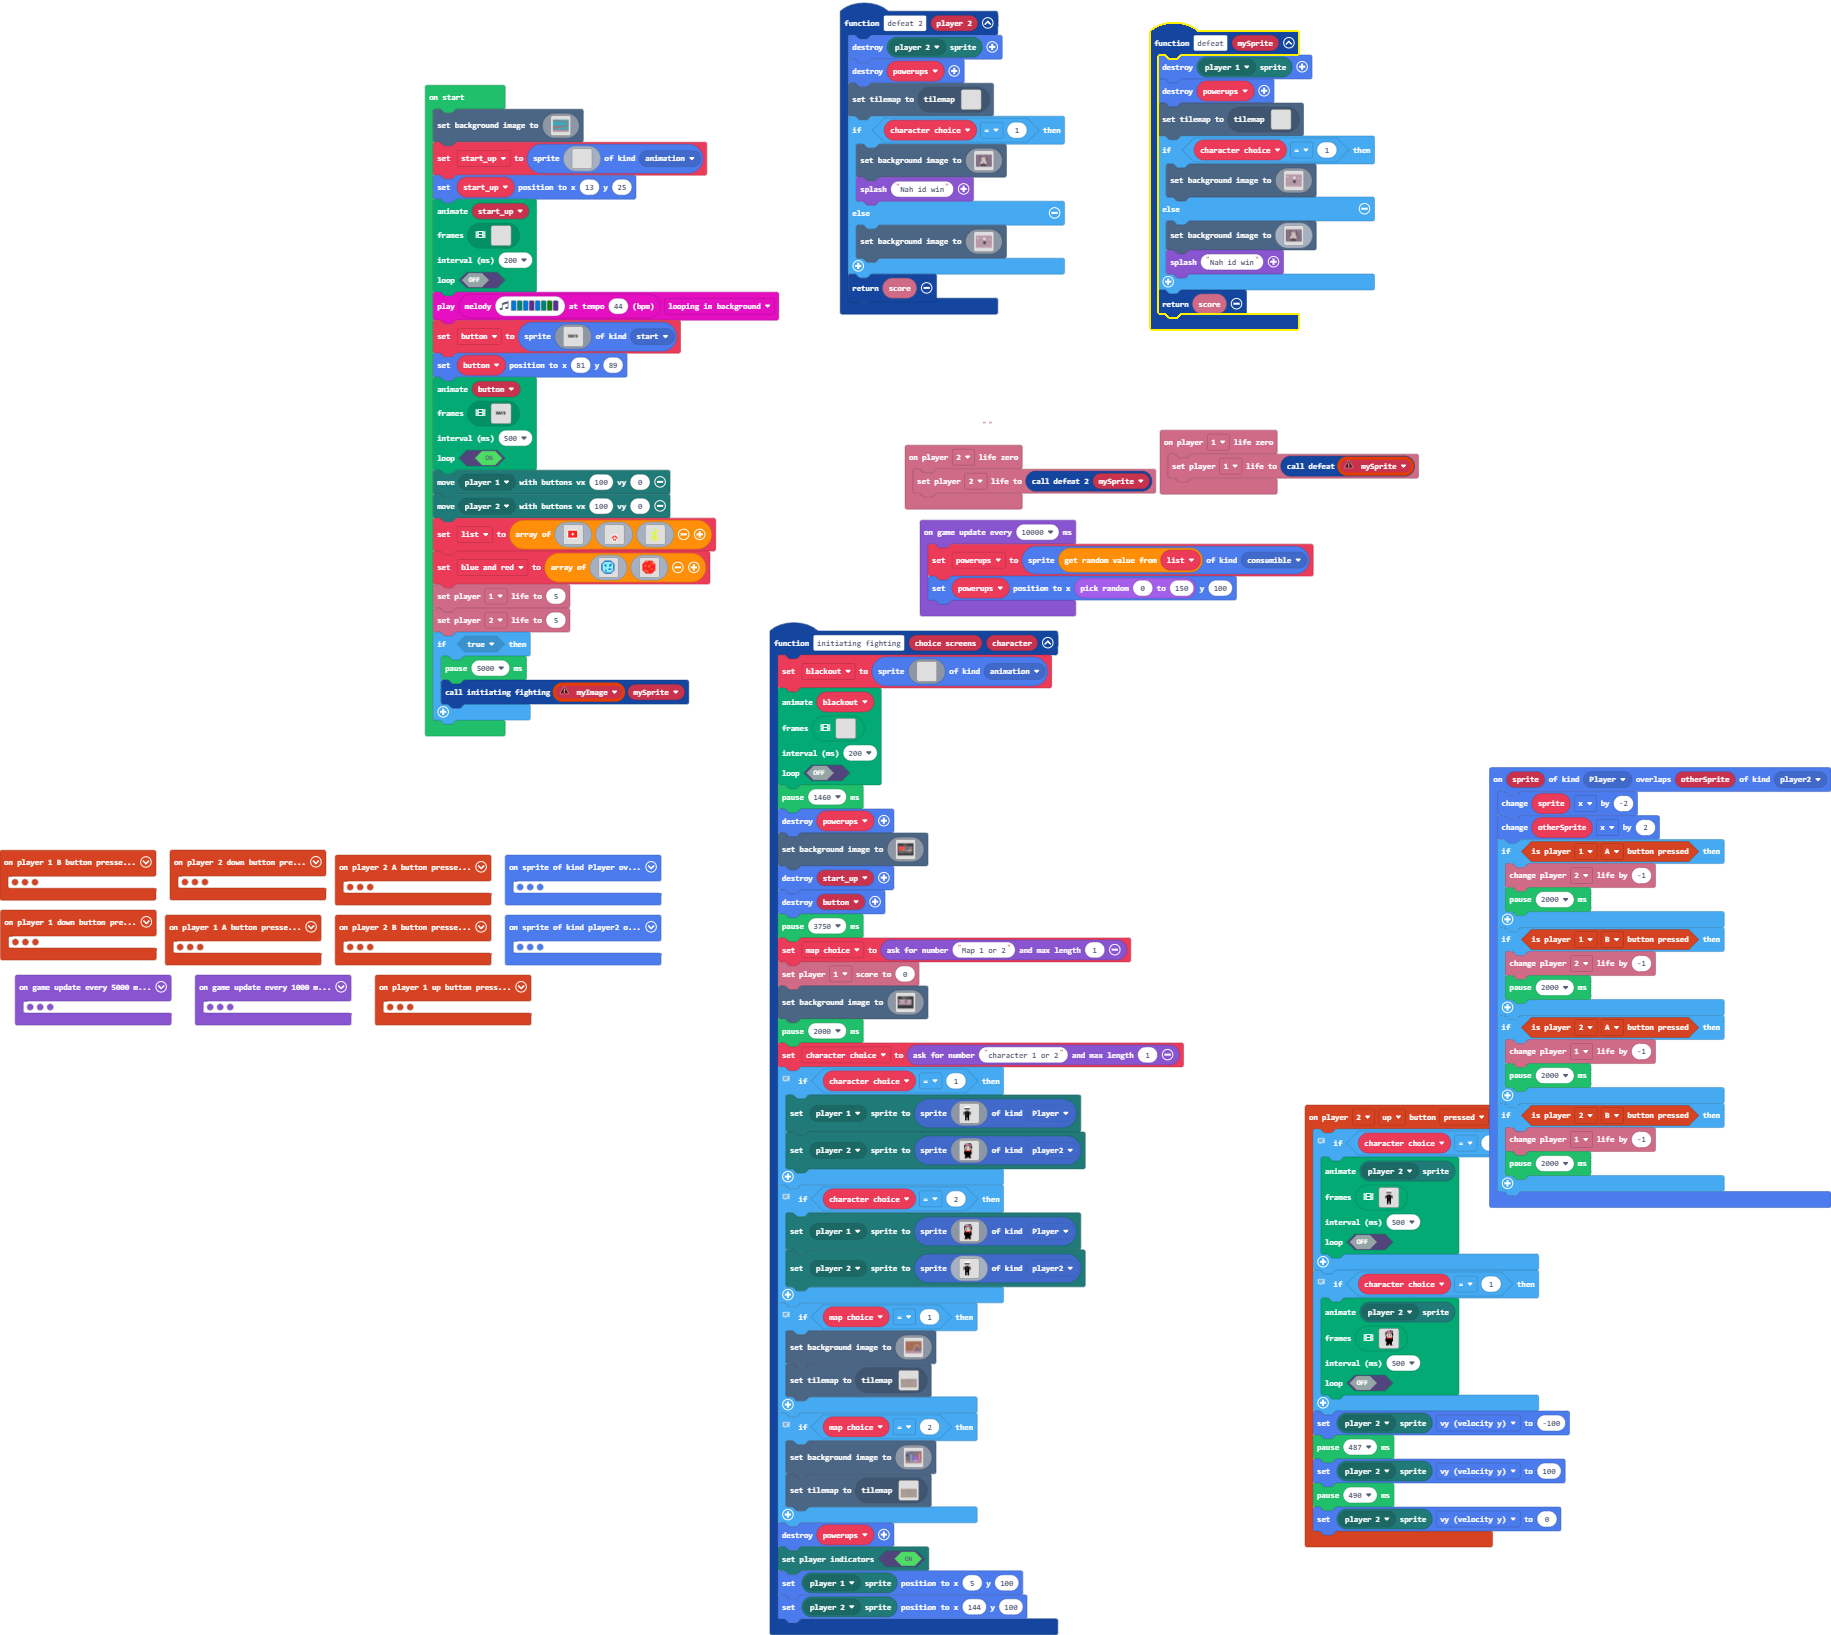 function defeat 2 player 2
destroy player 2 sprite
destroy powerups
set tilemap to tilemap
if character choice = 1 then
set background image to
splash "Nah id win"
else
set background image to
return score
function defeat mySprite
destroy player 1 sprite
destroy powerups
set tilemap to tilemap
if character choice = 1 then
set background image to
else
set background image to
splash "Nah id win"
return score
on start
set background image to
set start_up to sprite of kind animation
set start_up position to x 13 y 25
animate start_up
frames
interval (ms) 200
loop OFF
play melody at tempo 44 (bpm) looping in background
set button to sprite of kind start
set button position to x 81 y 89
animate button
frames
interval (ms) 500
loop ON
move player 1 with buttons vx 100 vy 0
move player 2 with buttons vx 100 vy 0
set list to array of
set blue and red to array of
set player 1 life to 5
set player 2 life to 5
if true then
pause 5000 ms
call initiating fighting myImage mySprite
on player 2 life zero
set player 2 life to call defeat 2 mySprite
on player 1 life zero
set player 1 life to call defeat mySprite
on game update every 10000 ms
set powerups to sprite get random value from list of kind consumible
set powerups position to x pick random 0 to 150 y 100
function initiating fighting choice screens character
set blackout to sprite of kind animation
animate blackout
frames
interval (ms) 200
loop OFF
pause 1460 ms
destroy powerups
set background image to
destroy start_up
destroy button
pause 3750 ms
set map choice to ask for number "Map 1 or 2" and max length 1
set player 1 score to 0
set background image to
pause 2000 ms
set character choice to ask for number "character 1 or 2" and max length 1
if character choice = 1 then
set player 1 sprite to sprite of kind Player
set player 2 sprite to sprite of kind player2
if character choice = 2 then
set player 1 sprite to sprite of kind Player
set player 2 sprite to sprite of kind player2
if map choice = 1 then
set background image to
set tilemap to tilemap
if map choice = 2 then
set background image to
set tilemap to tilemap
destroy powerups
set player indicators ON
set player 1 sprite position to x 5 y 100
set player 2 sprite position to x 144 y 100
on player 1 B button presse...
on player 2 down button pre...
on player 2 A button presse...
on sprite of kind Player ov...
on player 1 down button pre...
on player 1 A button presse...
on player 2 B button presse...
on sprite of kind player2 o...
on game update every 5000 m...
on game update every 1000 m...
on player 1 up button press...
on sprite of kind Player overlaps otherSprite of kind player2
change sprite x by -2
change otherSprite x by 2
if is player 1 A button pressed then
change player 2 life by -1
pause 2000 ms
if is player 1 B button pressed then
change player 2 life by -1
pause 2000 ms
if is player 2 A button pressed then
change player 1 life by -1
pause 2000 ms
if is player 2 B button pressed then
change player 1 life by -1
pause 2000 ms
on player 2 up button pressed
if character choice =
animate player 2 sprite
frames
interval (ms) 500
loop OFF
if character choice = 1 then
animate player 2 sprite
frames
interval (ms) 500
loop OFF
set player 2 sprite vy (velocity y) to -100
pause 487 ms
set player 2 sprite vy (velocity y) to 100
pause 490 ms
set player 2 sprite vy (velocity y) to 0